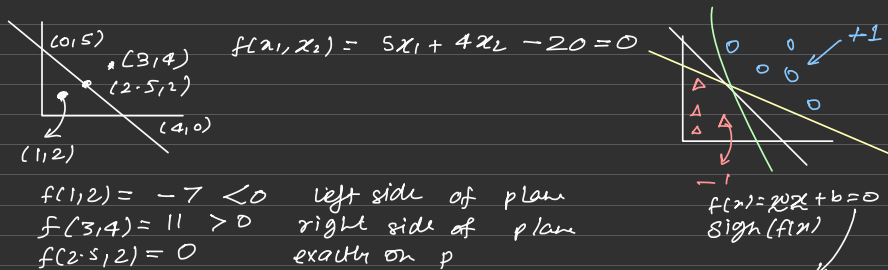 (0,5)
.(3,4)
(2.5,2)
(4,0)
(1,2)
f(x1,x2) = 5x1 + 4x2 - 20 = 0
+1
-1
f(1,2) = -7 <0 left side of plane
f(3,4) = 11 >0 right side of plane
f(2.5,2) = 0 exactly on p
f(x) = wx + b = 0
sign(f(x)